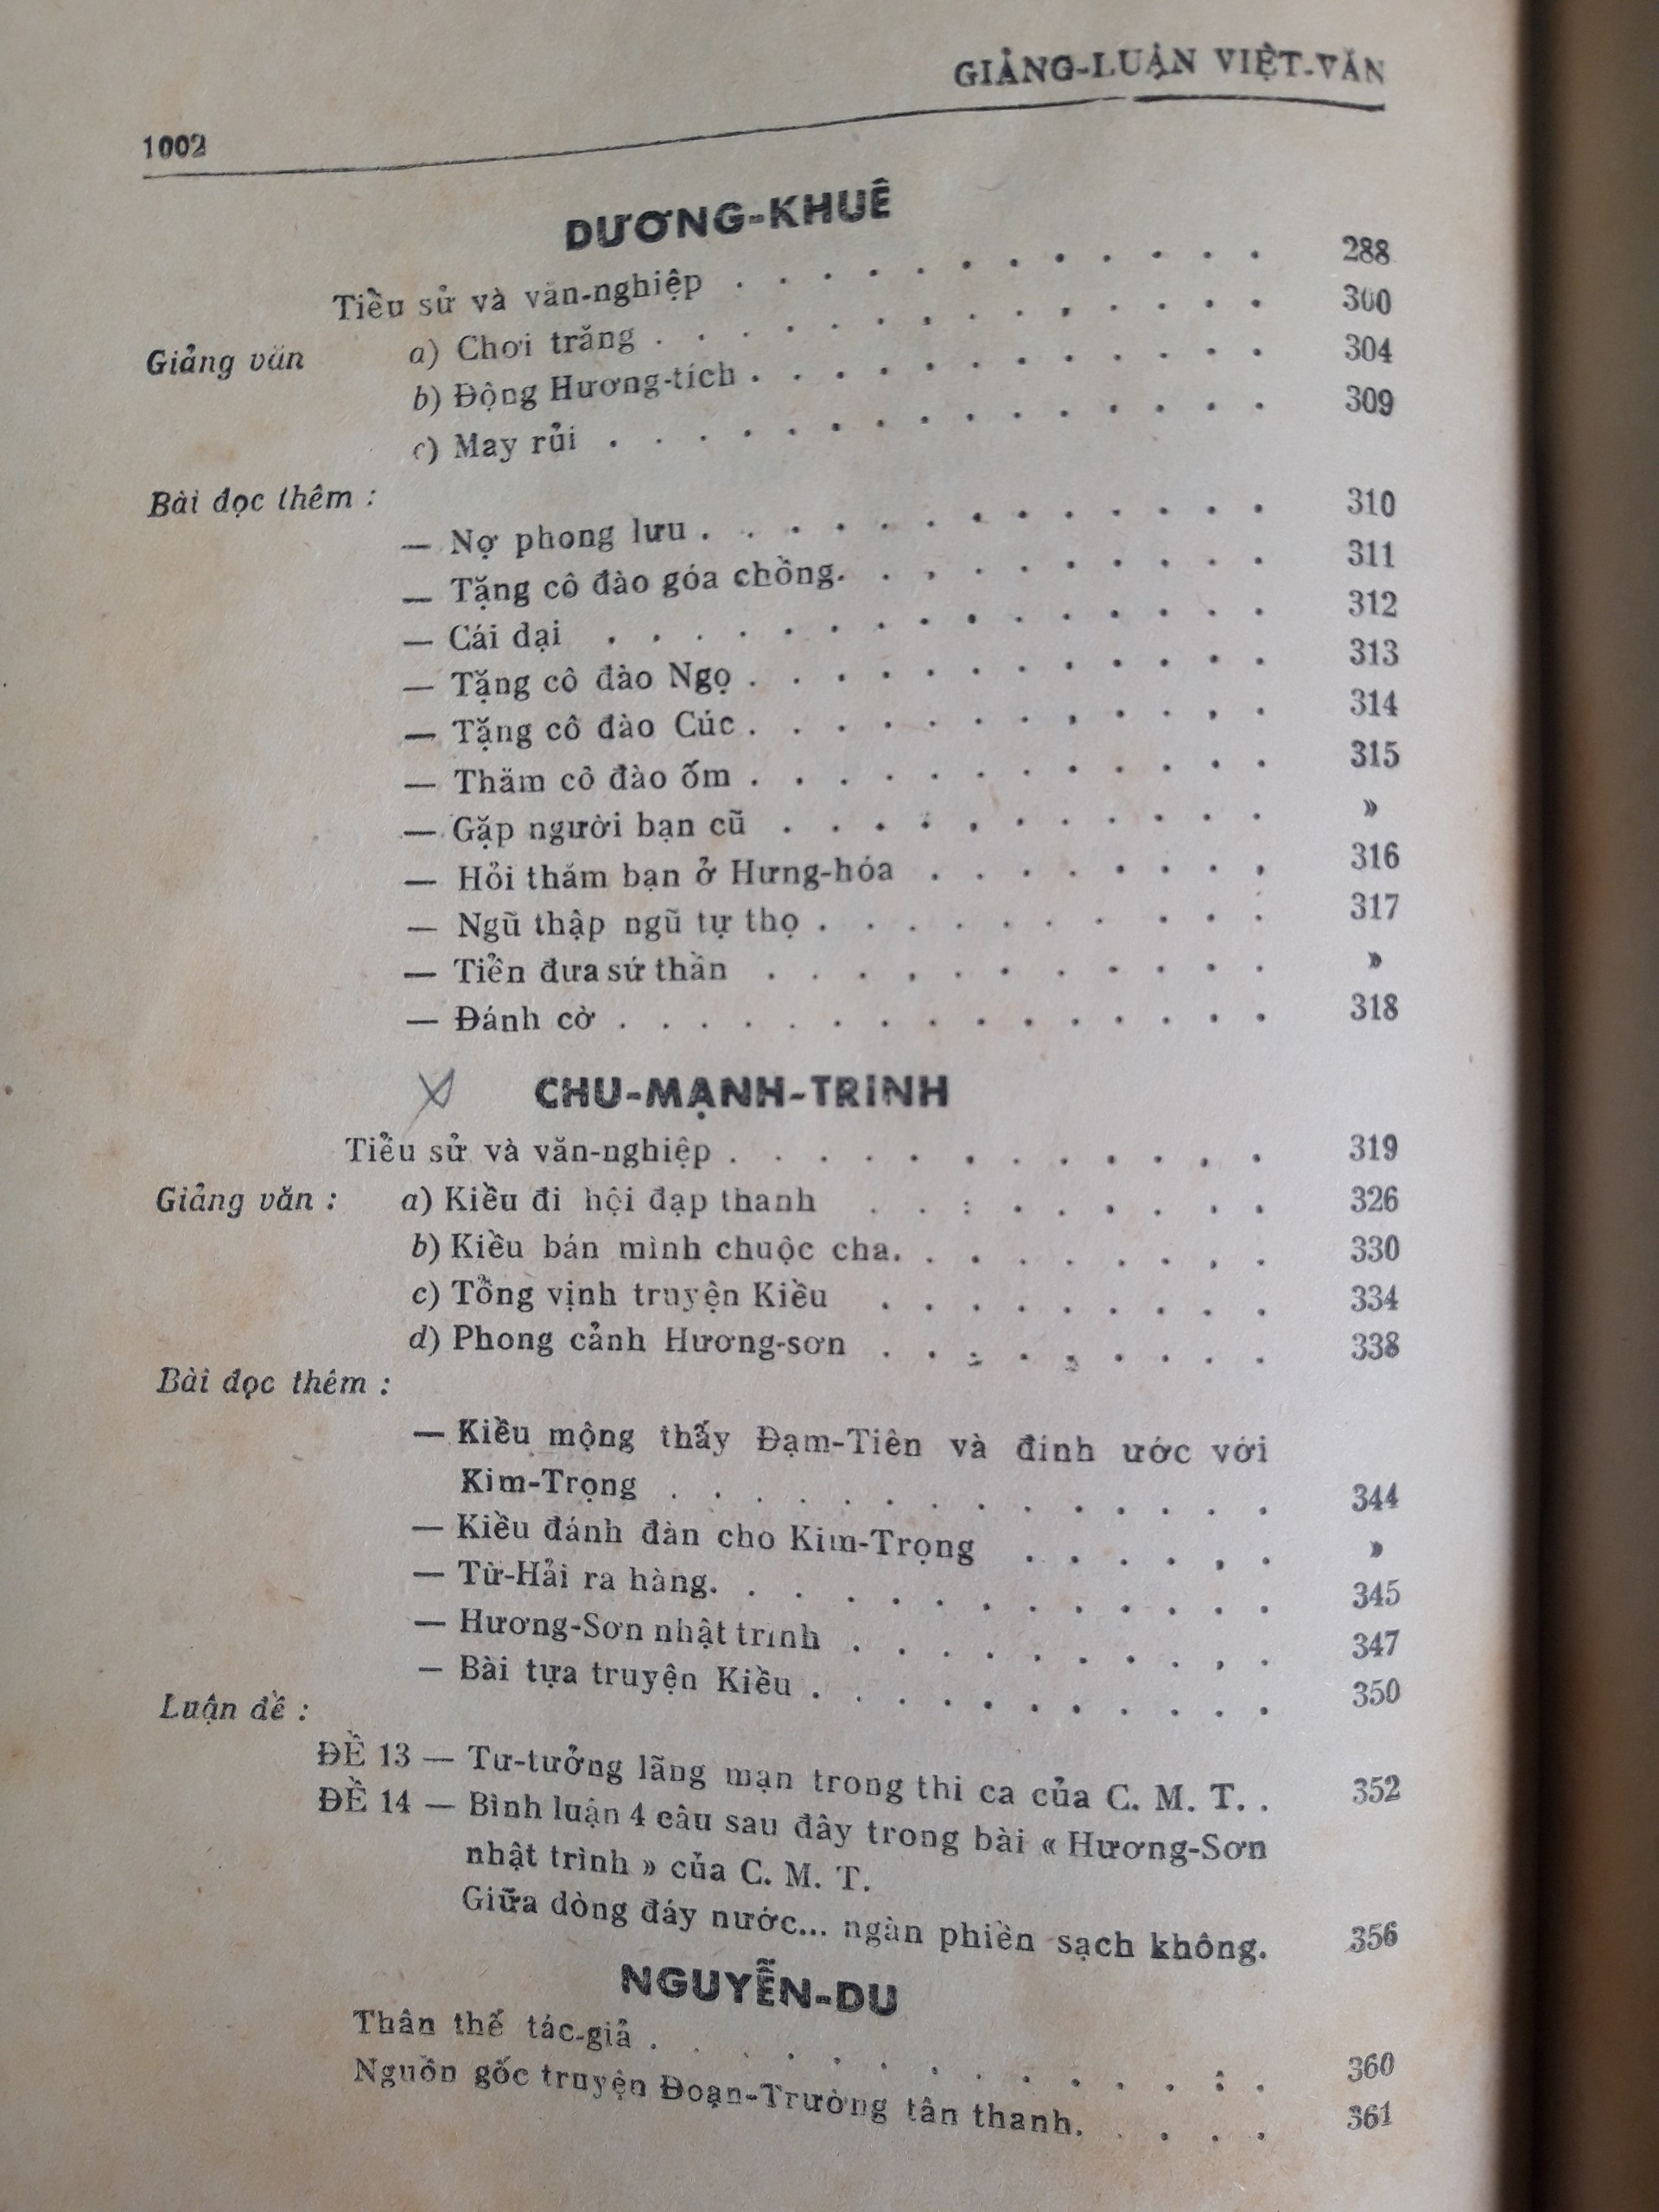 GIẢNG-LUẬN VIỆT-VĂN
1002
DƯƠNG-KHUÊ
Tiểu sử và văn-nghiệp . . . . . . . . . . . . 288
Giảng văn a) Chơi trăng . . . . . . . . . . . . . . 300
b) Động Hương-tích . . . . . . . . . . . . 304
c) May rủi . . . . . . . . . . . . . . . 309
Bài đọc thêm :
— Nợ phong lưu . . . . . . . . . . . . . 310
— Tặng cô đào góa chồng. . . . . . . . . . 311
— Cái dại . . . . . . . . . . . . . . . 312
— Tặng cô đào Ngọ . . . . . . . . . . . . 313
— Tặng cô đào Cúc . . . . . . . . . . . . 314
— Thăm cô đào ốm . . . . . . . . . . . . 315
— Gặp người bạn cũ . . . . . . . . . . . »
— Hỏi thăm bạn ở Hưng-hóa . . . . . . . . 316
— Ngũ thập ngũ tự thọ . . . . . . . . . . 317
— Tiễn đưa sứ thần . . . . . . . . . . . »
— Đánh cờ . . . . . . . . . . . . . . . 318
CHU-MẠNH-TRINH
Tiểu sử và văn-nghiệp . . . . . . . . . . . . 319
Giảng văn : a) Kiều đi hội đạp thanh . . . . . . . . . 326
b) Kiều bán mình chuộc cha. . . . . . . . . 330
c) Tổng vịnh truyện Kiều . . . . . . . . . 334
d) Phong cảnh Hương-sơn . . . . . . . . . 338
Bài đọc thêm :
— Kiều mộng thấy Đạm-Tiên và đính ước với
Kim-Trọng . . . . . . . . . . . . . . 344
— Kiều đánh đàn cho Kim-Trọng . . . . . . »
— Từ-Hải ra hàng. . . . . . . . . . . . . 345
— Hương-Sơn nhật trình . . . . . . . . . . 347
— Bài tựa truyện Kiều . . . . . . . . . . . 350
Luận đề :
ĐỀ 13 — Tư-tưởng lãng mạn trong thi ca của C. M. T. . 352
ĐỀ 14 — Bình luận 4 câu sau đây trong bài « Hương-Sơn
nhật trình » của C. M. T.
Giữa dòng đáy nước... ngàn phiền sạch không. 356
NGUYỄN-DU
Thân thế tác-giả . . . . . . . . . . . . . . 360
Nguồn gốc truyện Đoạn-Trường tân thanh. . . . . 361